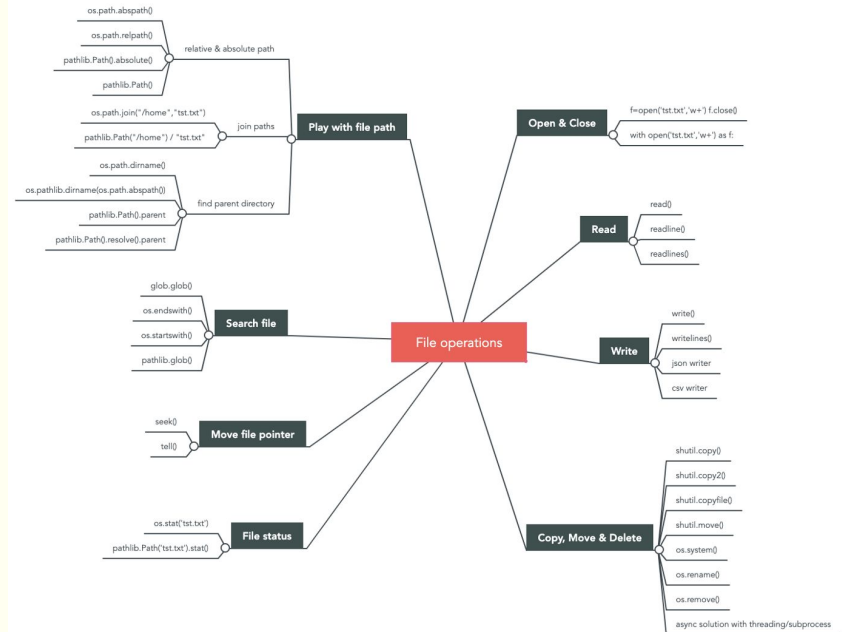 os.path.abspath()
os.path.relpath()
pathlib.Path().absolute()
pathlib.Path()
relative & absolute path
os.path.join("/home","tst.txt")
pathlib.Path("/home") / "tst.txt"
join paths
os.path.dirname()
os.pathlib.dirname(os.path.abspath())
pathlib.Path().parent
pathlib.Path().resolve().parent
find parent directory
Play with file path
glob.glob()
os.endswith()
os.startswith()
pathlib.glob()
Search file
seek()
tell()
Move file pointer
os.stat('tst.txt')
pathlib.Path('tst.txt').stat()
File status
File operations
Open & Close
f=open('tst.txt','w+') f.close()
with open('tst.txt','w+') as f:
Read
read()
readline()
readlines()
Write
write()
writelines()
json writer
csv writer
Copy, Move & Delete
shutil.copy()
shutil.copy2()
shutil.copyfile()
shutil.move()
os.system()
os.rename()
os.remove()
async solution with threading/subprocess